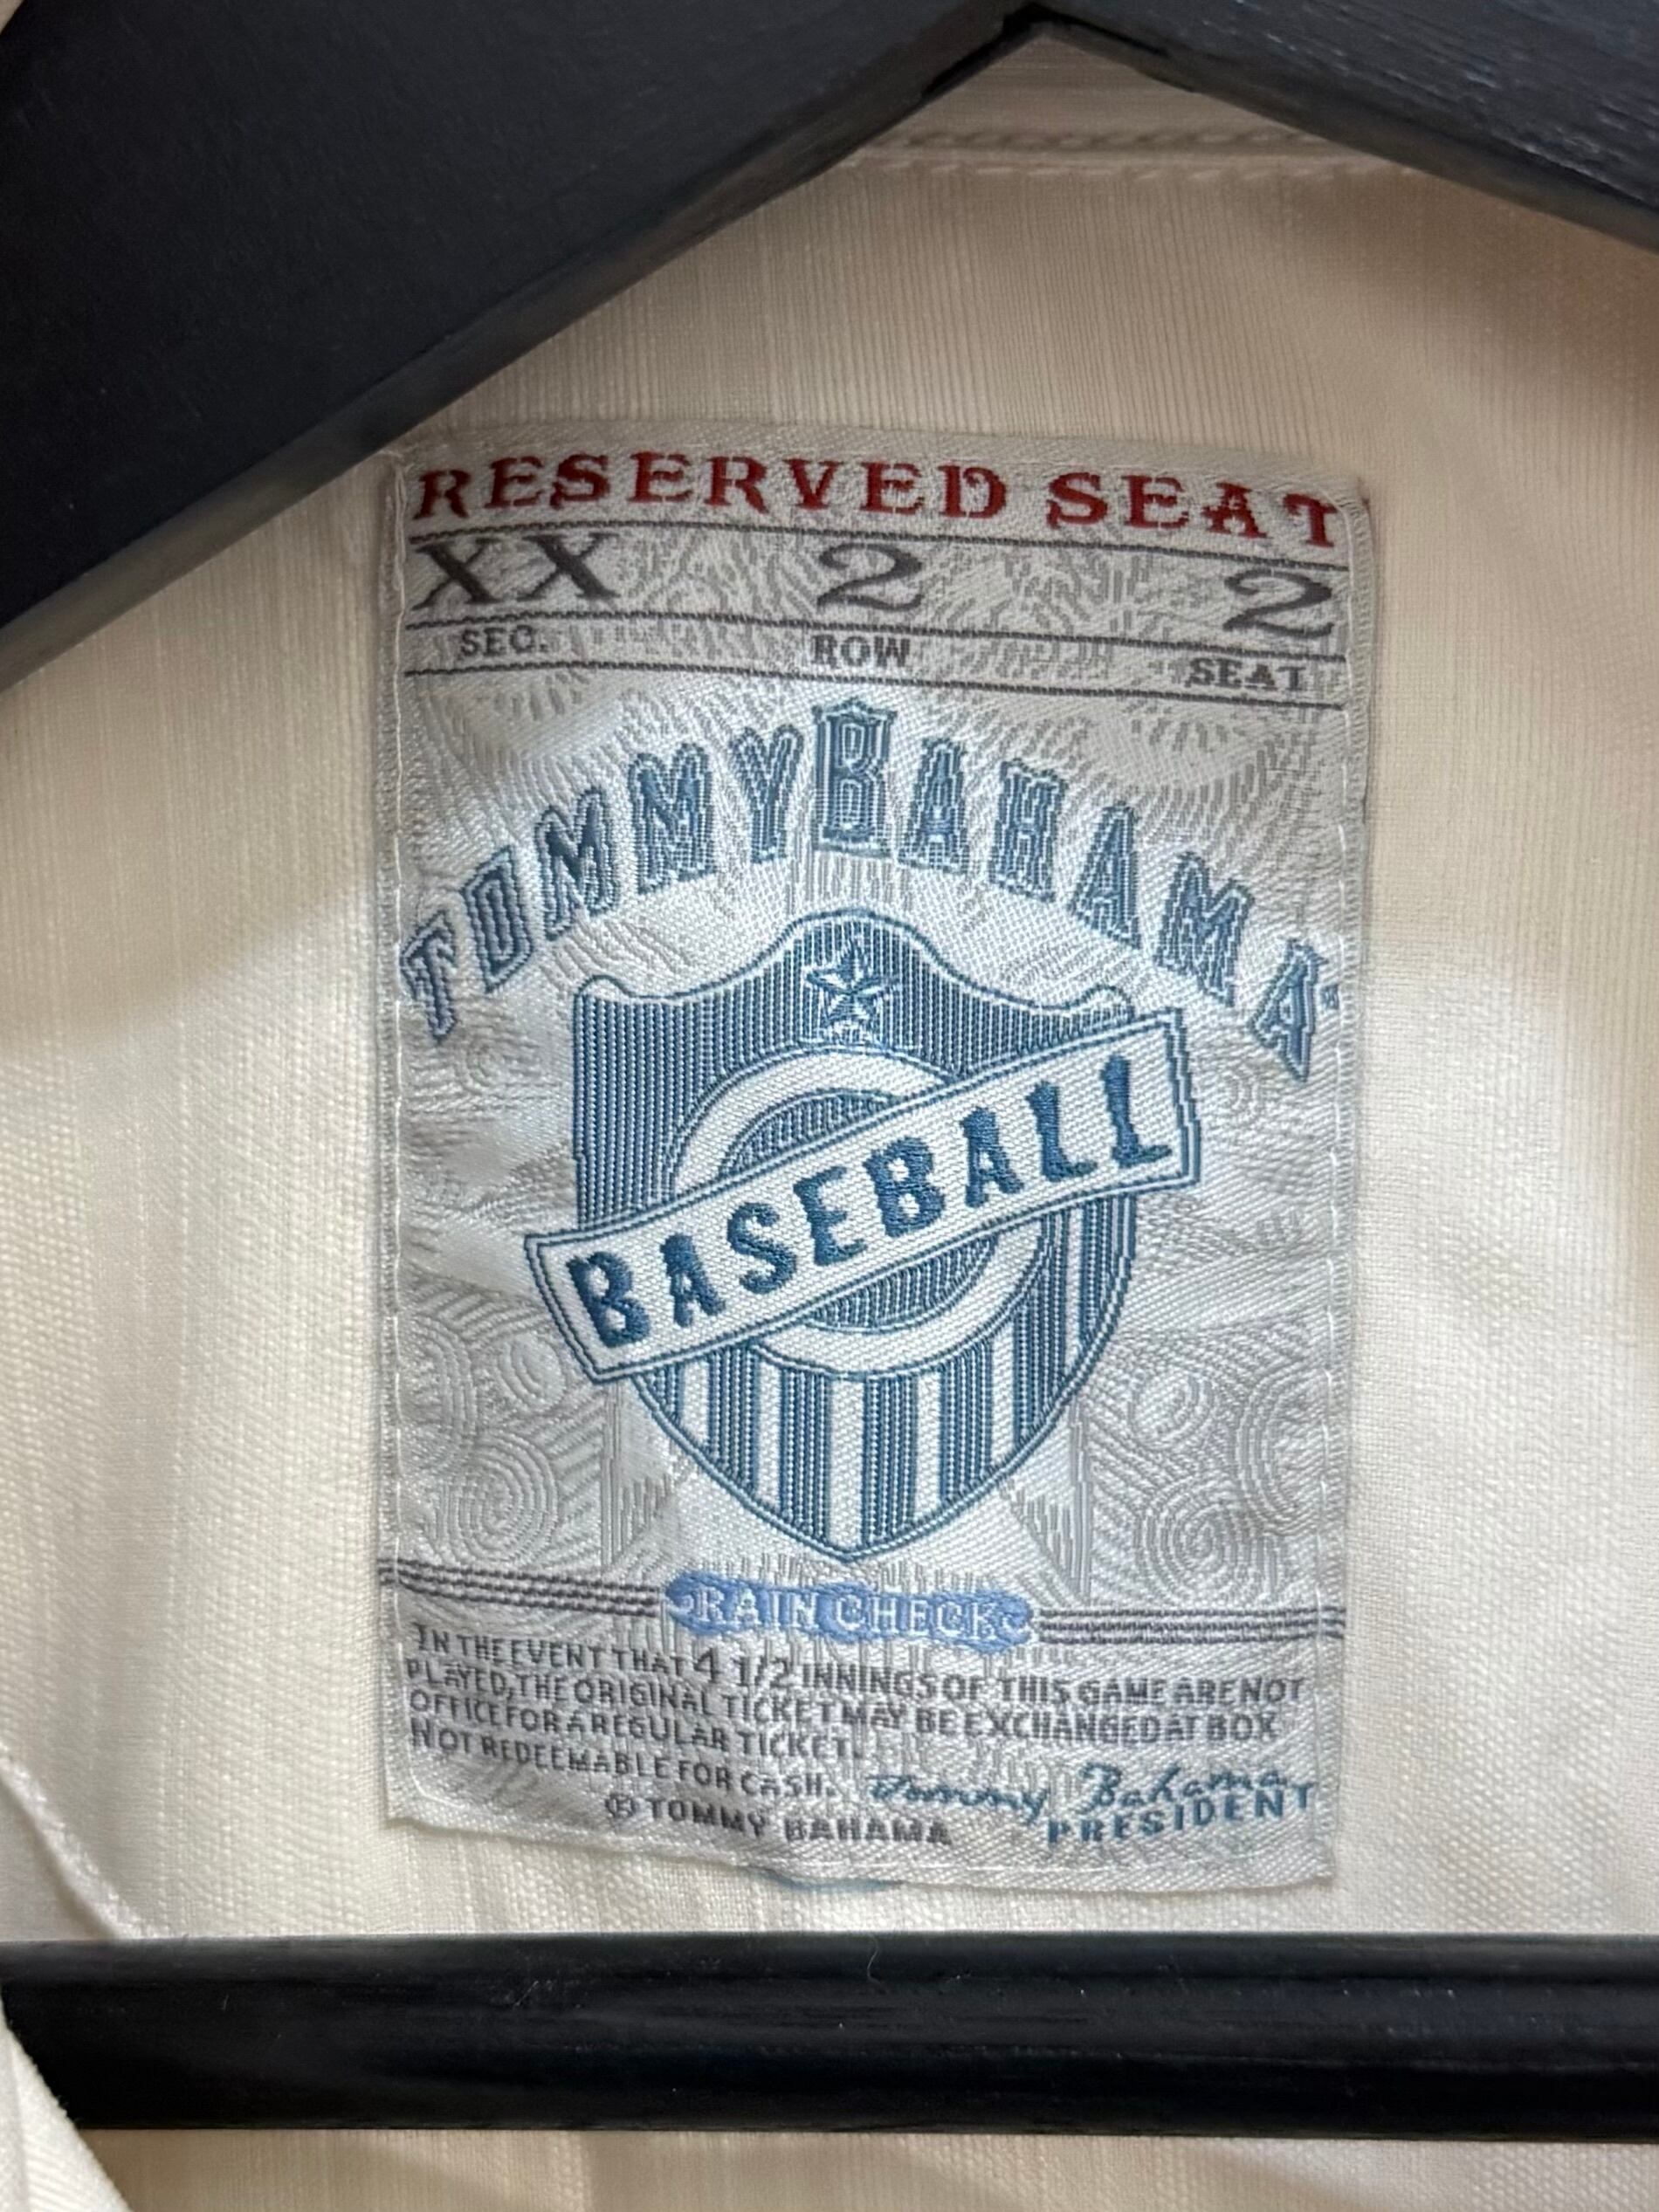 RESERVED SEAT
XX 2 2
SEC. ROW SEAT
TOMMY BAHAMA®
BASEBALL
RAIN CHECK
IN THE EVENT THAT 4 1/2 INNINGS OF THIS GAME ARE NOT
PLAYED, THE ORIGINAL TICKET MAY BE EXCHANGED AT BOX
OFFICE FOR A REGULAR TICKET.
NOT REDEEMABLE FOR CASH. Tommy Bahama
PRESIDENT
© TOMMY BAHAMA